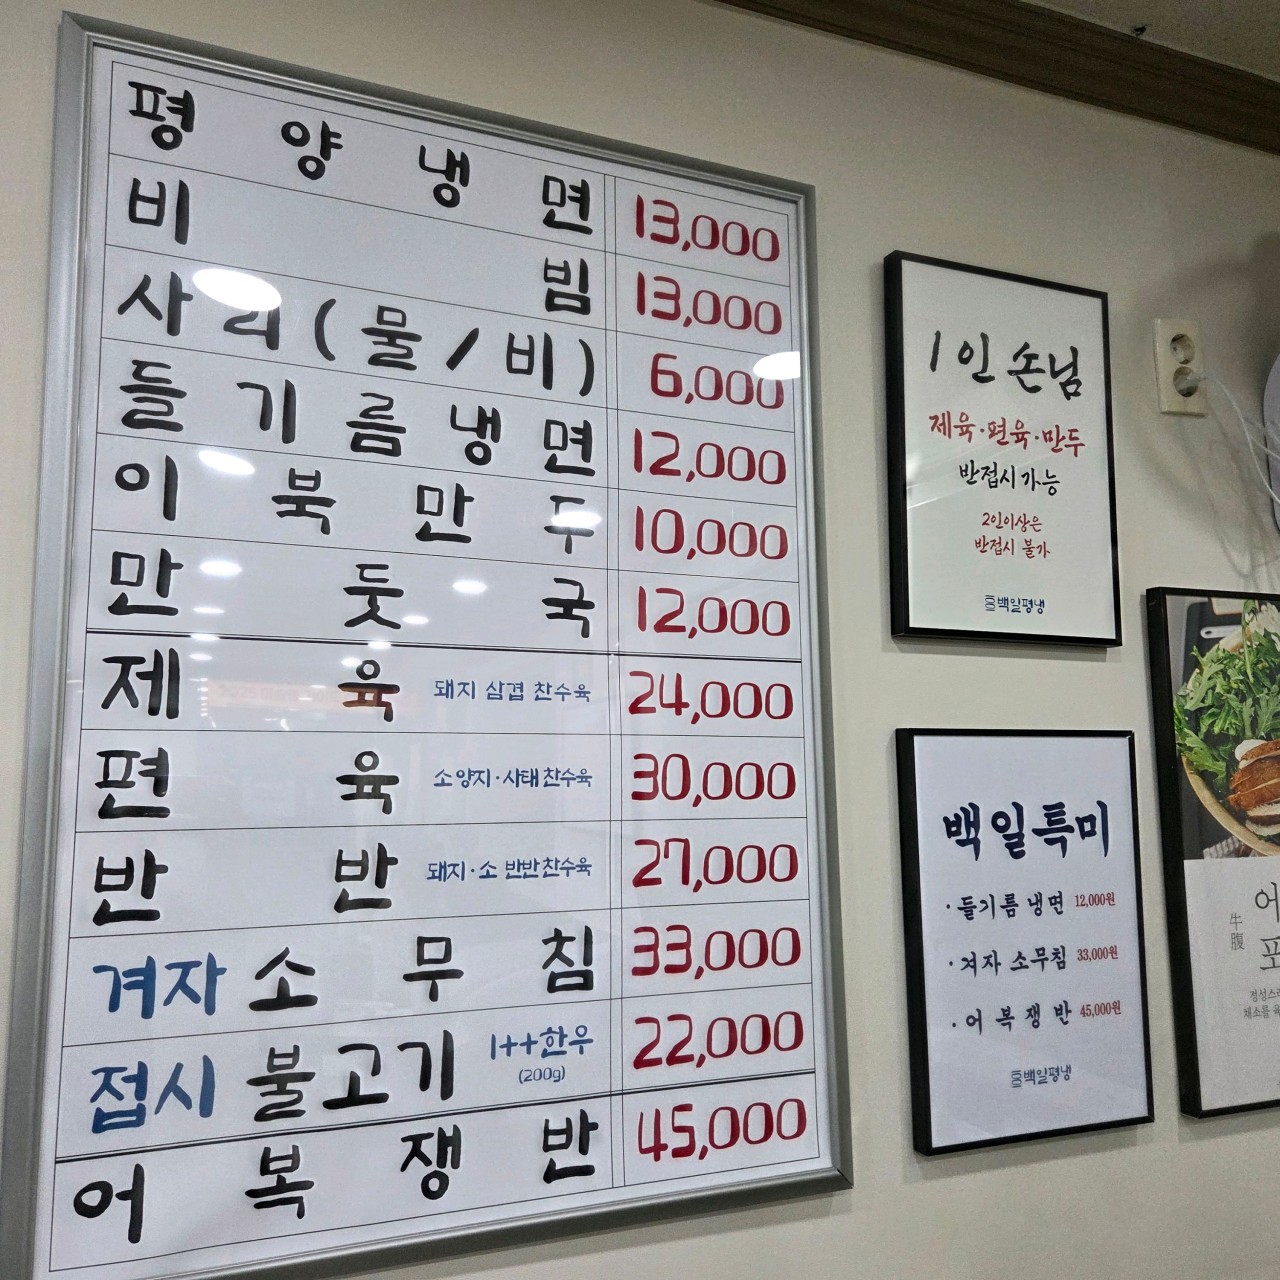 평양냉면 13,000
비빔 13,000
사리(물/비) 6,000
들기름냉면 12,000
이북만두 10,000
만둣국 12,000
제육 돼지 삼겹 찬수육 24,000
편육 소양지·사태찬수육 30,000
반반 돼지·소 반반찬수육 27,000
겨자소무침 33,000
접시불고기 1++한우 (200g) 22,000
어복쟁반 45,000
1인 손님
제육·편육·만두
반접시 가능
2인이상은
반접시 불가
백일평냉
백일특미
·들기름냉면 12,000원
·겨자 소무침 33,000원
·어복쟁반 45,000원
백일평냉
어
牛腹